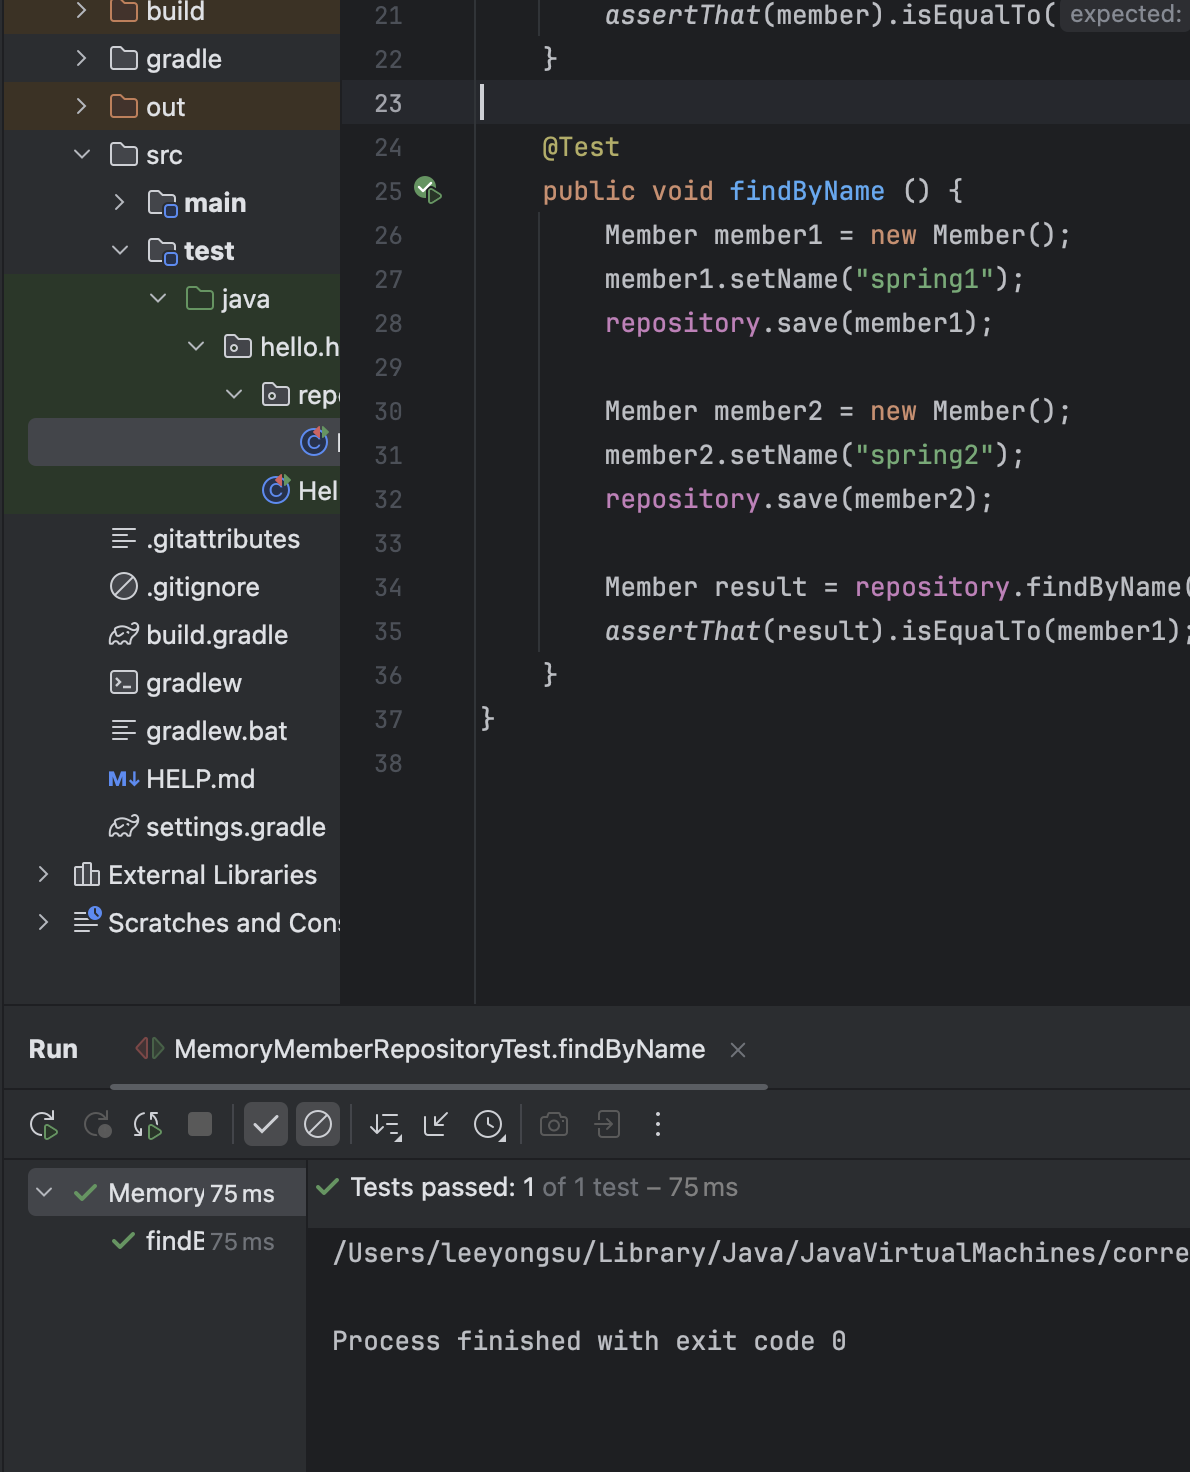 build
gradle
out
src
main
test
java
hello.h
rep
Hel
.gitattributes
.gitignore
build.gradle
gradlew
gradlew.bat
HELP.md
settings.gradle
External Libraries
Scratches and Con
21 assertThat(member).isEqualTo( expected:
22 }
23
24 @Test
25 public void findByName () {
26 Member member1 = new Member();
27 member1.setName("spring1");
28 repository.save(member1);
29
30 Member member2 = new Member();
31 member2.setName("spring2");
32 repository.save(member2);
33
34 Member result = repository.findByName(
35 assertThat(result).isEqualTo(member1);
36 }
37 }
38
Run MemoryMemberRepositoryTest.findByName
Memory 75 ms
findB 75 ms
Tests passed: 1 of 1 test – 75 ms
/Users/leeyongsu/Library/Java/JavaVirtualMachines/corre
Process finished with exit code 0